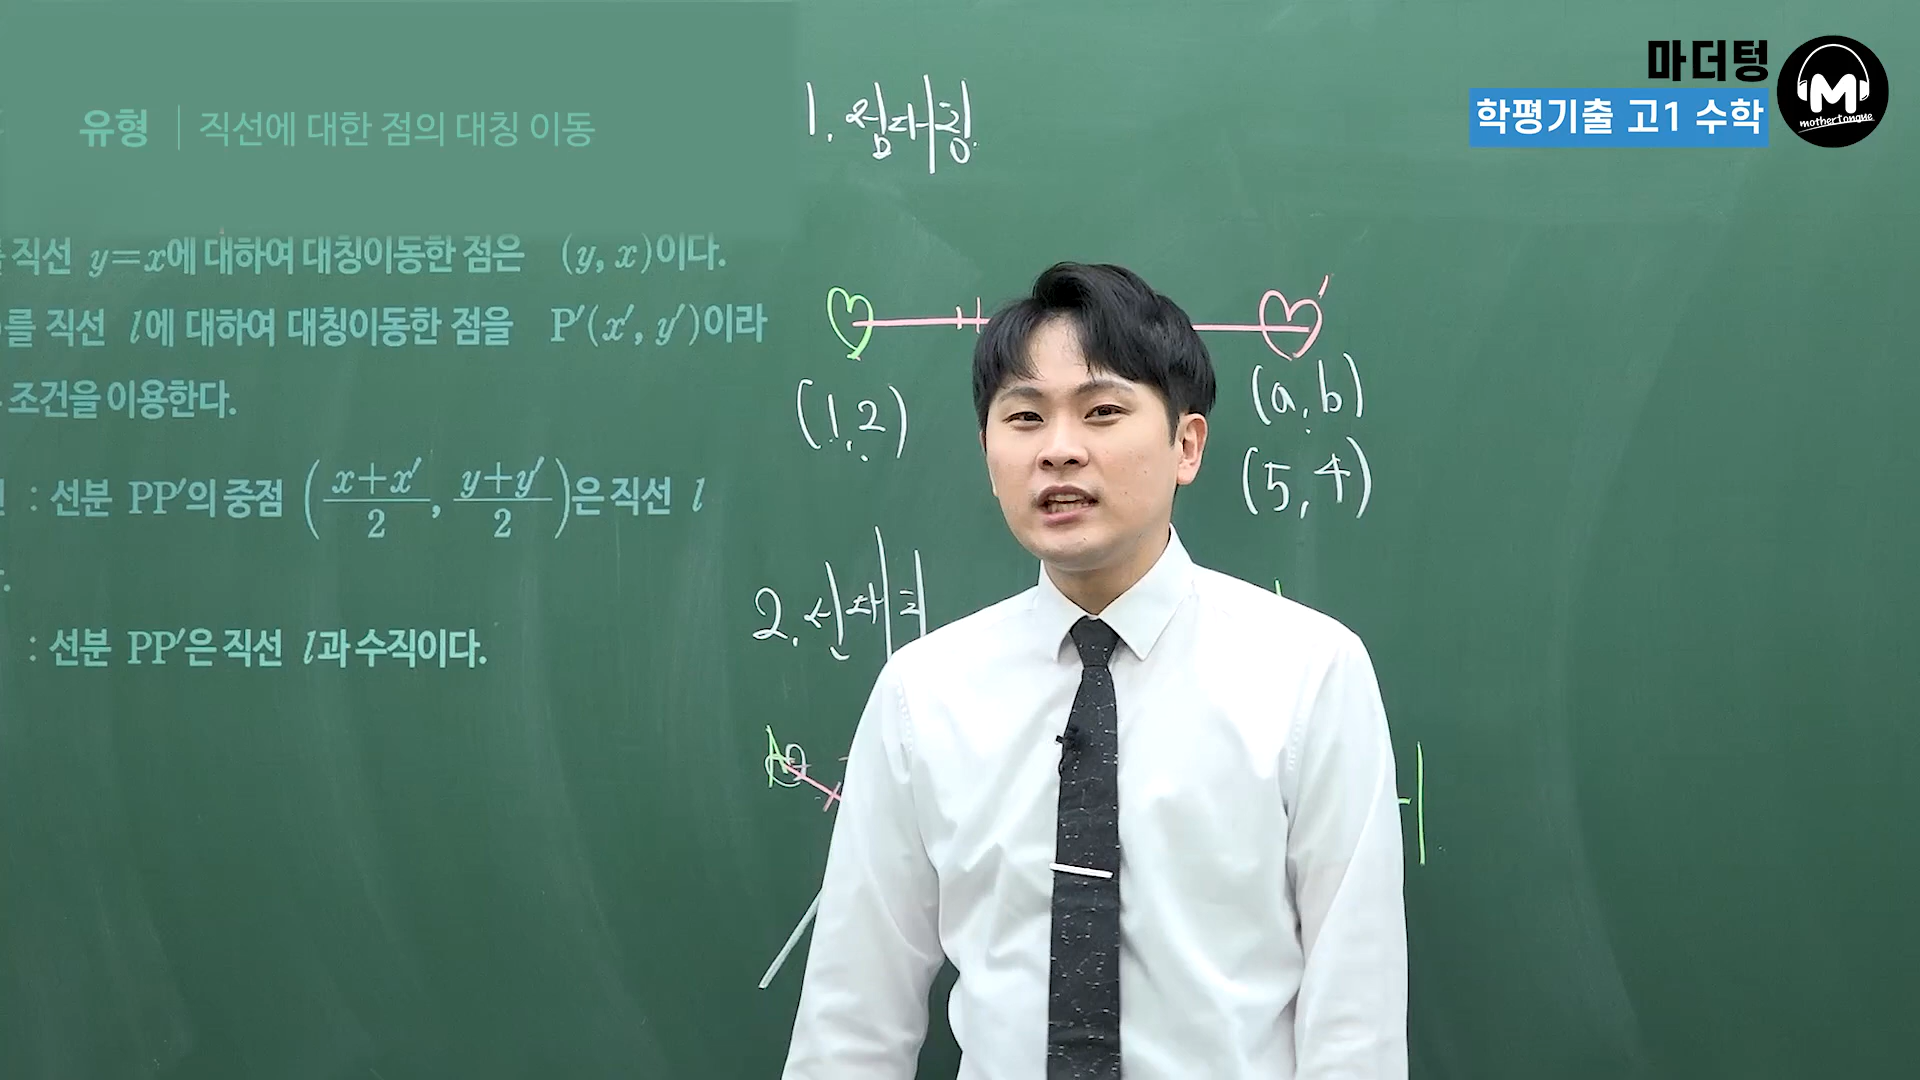 유형 | 직선에 대한 점의 대칭 이동
직선 y=x에 대하여 대칭이동한 점은 (y, x)이다.
를 직선 l에 대하여 대칭이동한 점을 P′(x′, y′)이라
조건을 이용한다.
: 선분 PP′의 중점 (x+x′/2, y+y′/2)은 직선 l
: 선분 PP′은 직선 l과 수직이다.
1. 점대칭.
(1, 2)
(a, b)
(5, 4)
2. 선대칭
마더텅
학평기출 고1 수학
M
mothertongue